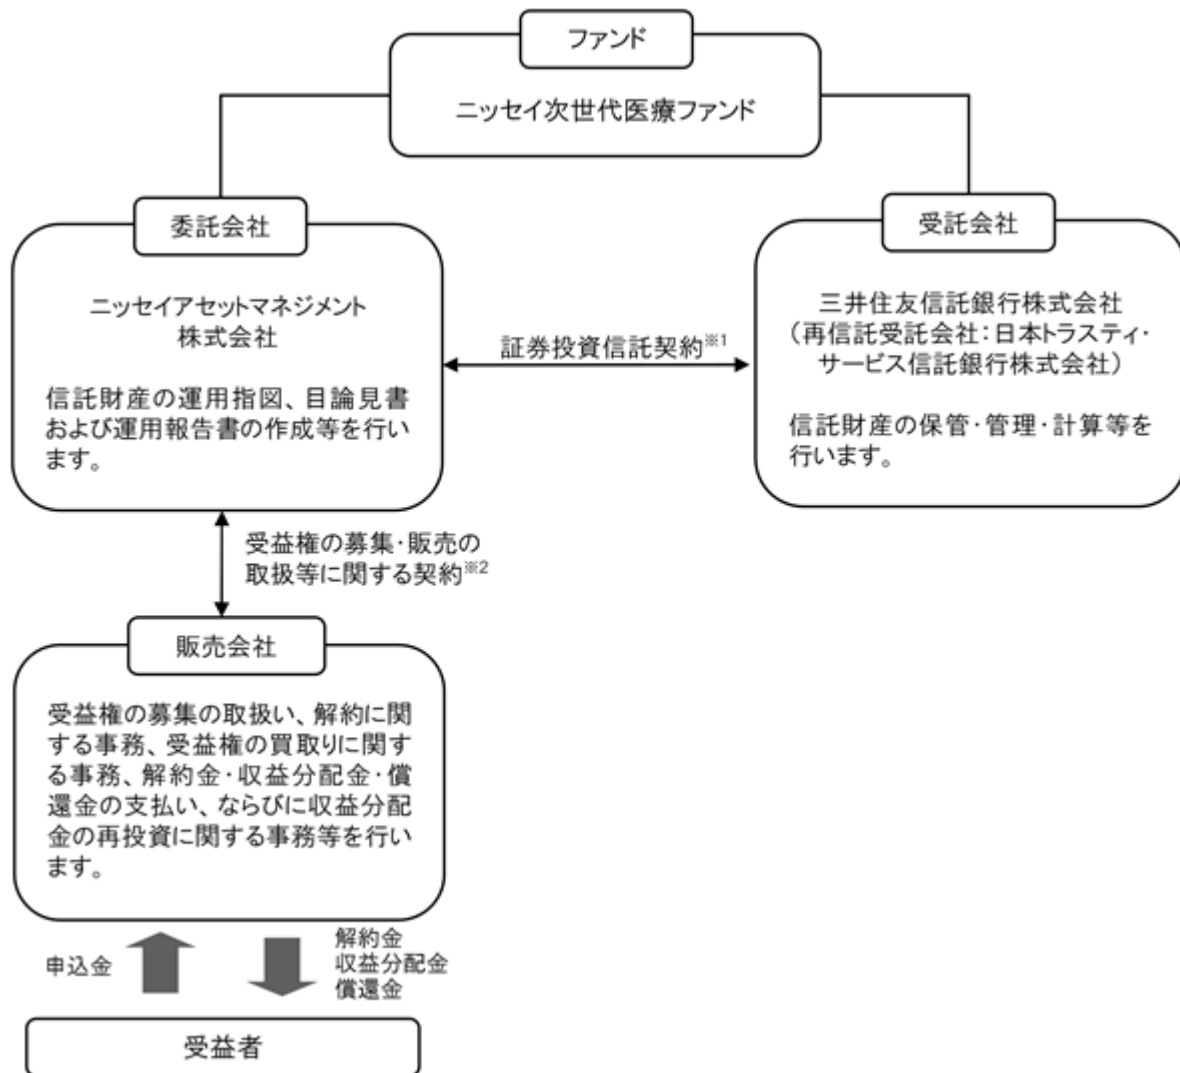 ファンド
ニッセイ次世代医療ファンド
委託会社
ニッセイアセットマネジメント
株式会社
信託財産の運用指図、目論見書
および運用報告書の作成等を行い
ます。
証券投資信託契約※1
受託会社
三井住友信託銀行株式会社
(再信託受託会社:日本トラスティ・
サービス信託銀行株式会社)
信託財産の保管・管理・計算等を
行います。
受益権の募集・販売の
取扱等に関する契約※2
販売会社
受益権の募集の取扱い、解約に関
する事務、受益権の買取りに関す
る事務、解約金・収益分配金・償
還金の支払い、ならびに収益分配
金の再投資に関する事務等を行い
ます。
申込金
解約金
収益分配金
償還金
受益者